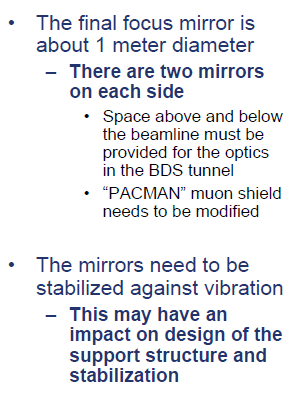 • The final focus mirror is
about 1 meter diameter
– There are two mirrors
on each side
• Space above and below
the beamline must be
provided for the optics
in the BDS tunnel
• “PACMAN” muon shield
needs to be modified
• The mirrors need to be
stabilized against vibration
– This may have an
impact on design of the
support structure and
stabilization